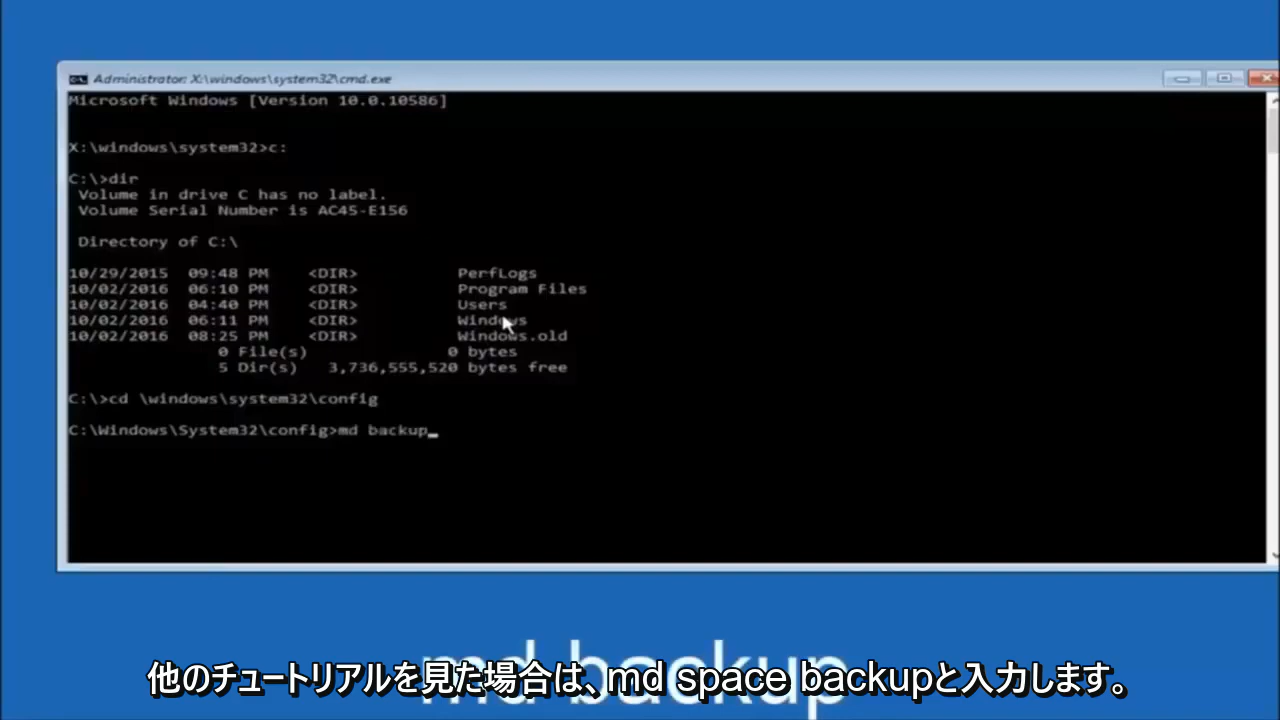 Administrator: X:\windows\system32\cmd.exe
Microsoft Windows [Version 10.0.10586]
X:\windows\system32>c:
C:\>dir
Volume in drive C has no label.
Volume Serial Number is AC45-E156
Directory of C:\
10/29/2015 09:48 PM <DIR> PerfLogs
10/02/2016 06:10 PM <DIR> Program Files
10/02/2016 04:40 PM <DIR> Users
10/02/2016 06:11 PM <DIR> Windows
10/02/2016 08:25 PM <DIR> Windows.old
0 File(s) 0 bytes
5 Dir(s) 3,736,555,520 bytes free
C:\>cd \windows\system32\config
C:\Windows\System32\config>md backup_
md backup
他のチュートリアルを見た場合は、md space backupと入力します。